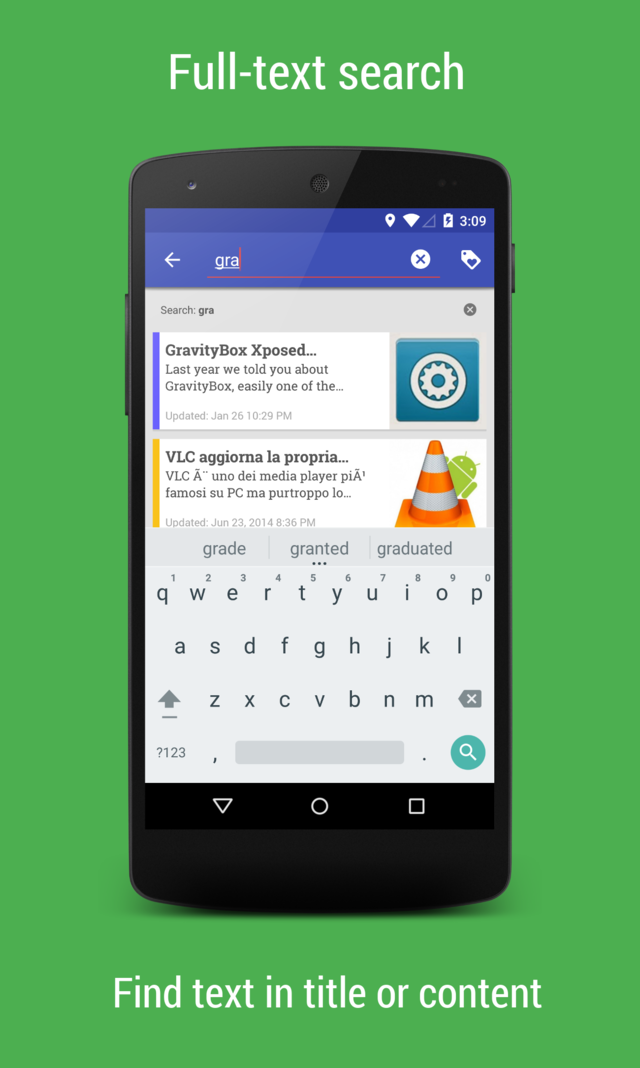 Full-text search
3:09
gra
Search: gra
GravityBox Xposed...
Last year we told you about
GravityBox, easily one of the...
Updated: Jan 26 10:29 PM
VLC aggiorna la propria...
VLC Ã¨ uno dei media player piÃ¹
famosi su PC ma purtroppo lo...
Updated: Jun 23, 2014 8:36 PM
grade granted graduated
1 2 3 4 5 6 7 8 9 0
q w e r t y u i o p
a s d f g h j k l
z x c v b n m
?123 , .
Find text in title or content